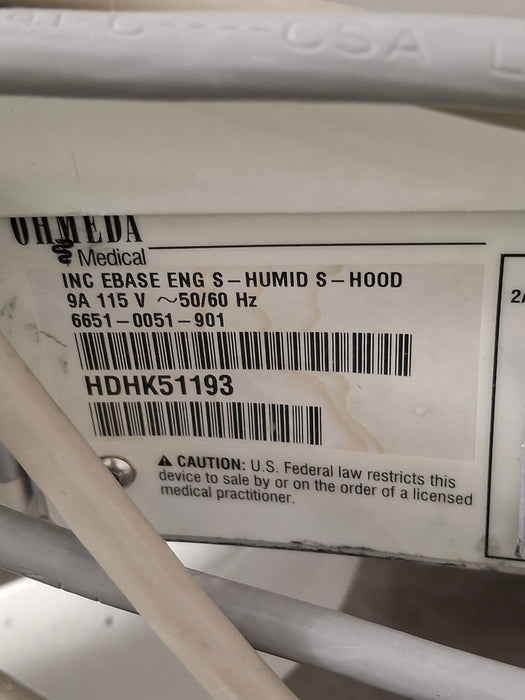 CSA
OHMEDA
Medical
INC EBASE ENG S-HUMID S-HOOD
9A 115 V ~50/60 Hz
6651-0051-901
HDHK51193
⚠ CAUTION: U.S. Federal law restricts this
device to sale by or on the order of a licensed
medical practitioner.